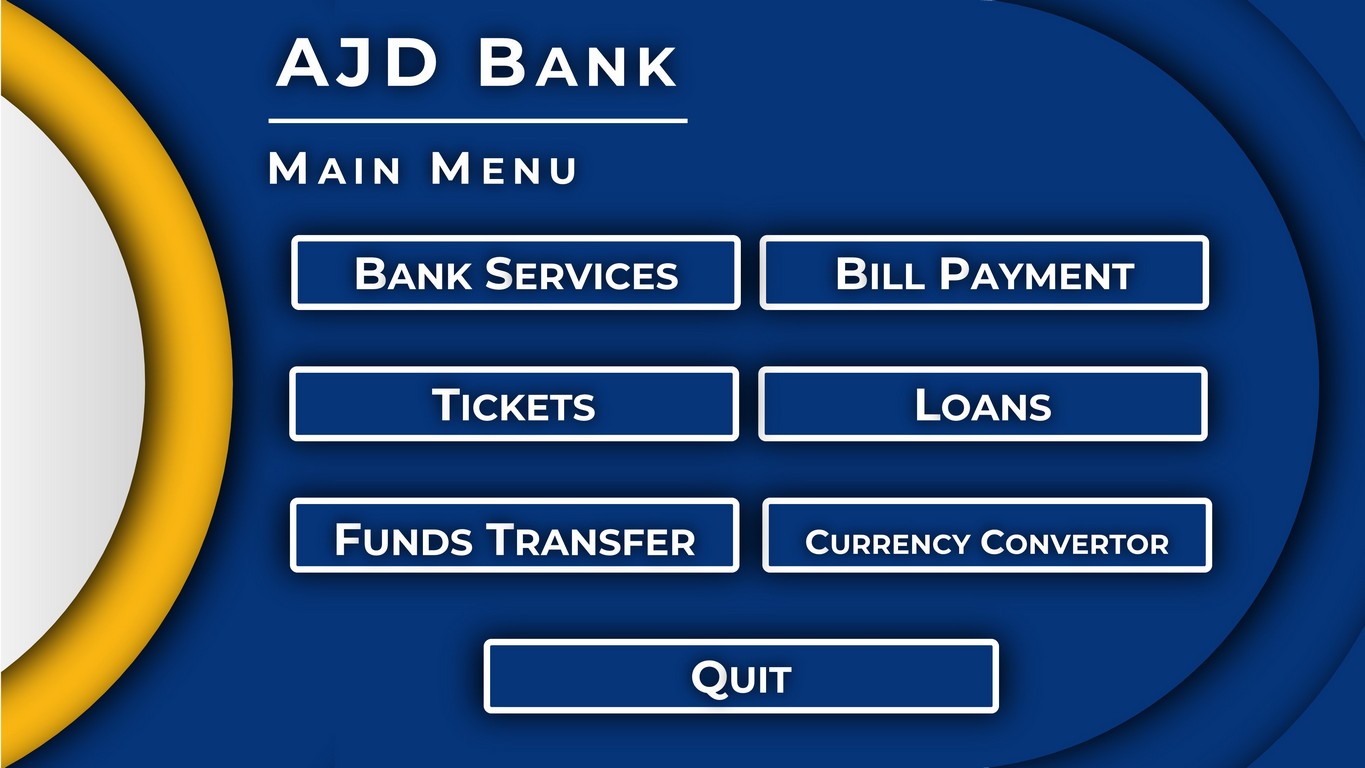 AJD Bank
Main Menu
Bank Services
Bill Payment
Tickets
Loans
Funds Transfer
Currency Convertor
Quit